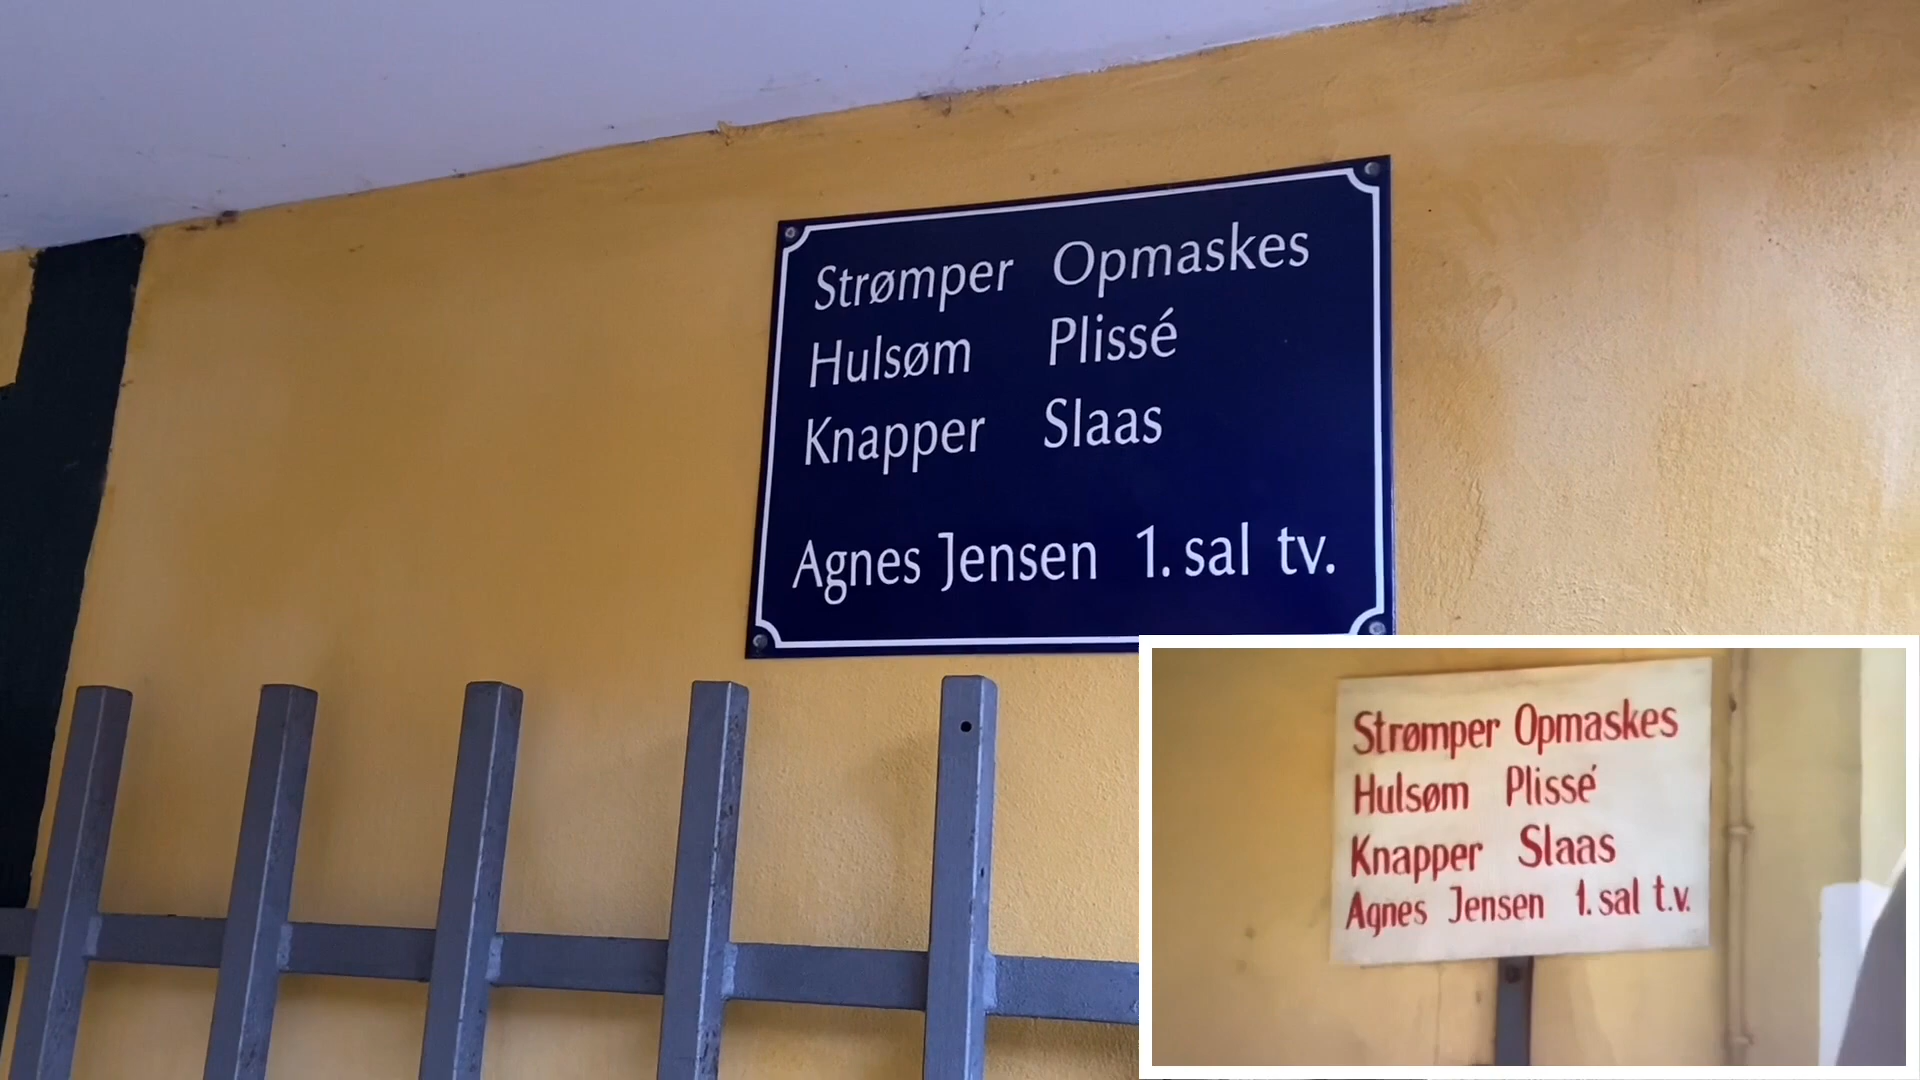 Strømper Opmaskes
Hulsøm Plissé
Knapper Slaas
Agnes Jensen 1. sal tv.
Strømper Opmaskes
Hulsøm Plissé
Knapper Slaas
Agnes Jensen 1. sal t.v.